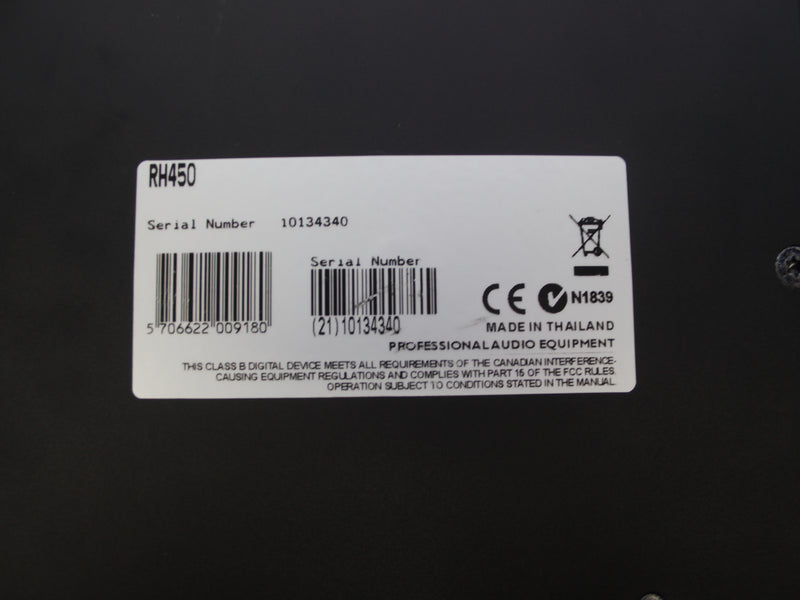 RH450
Serial Number 10134340
Serial Number
5 706622 009180
(21)10134340
CE N1839
MADE IN THAILAND
PROFESSIONAL AUDIO EQUIPMENT
THIS CLASS B DIGITAL DEVICE MEETS ALL REQUIREMENTS OF THE CANADIAN INTERFERENCE-
CAUSING EQUIPMENT REGULATIONS AND COMPLIES WITH PART 15 OF THE FCC RULES.
OPERATION SUBJECT TO CONDITIONS STATED IN THE MANUAL.